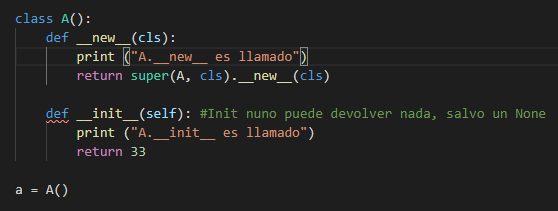 class A():
    def __new__(cls):
        print ("A.__new__ es llamado")
        return super(A, cls).__new__(cls)
    def __init__(self): #Init nuno puede devolver nada, salvo un None
        print ("A.__init__ es llamado")
        return 33
a = A()